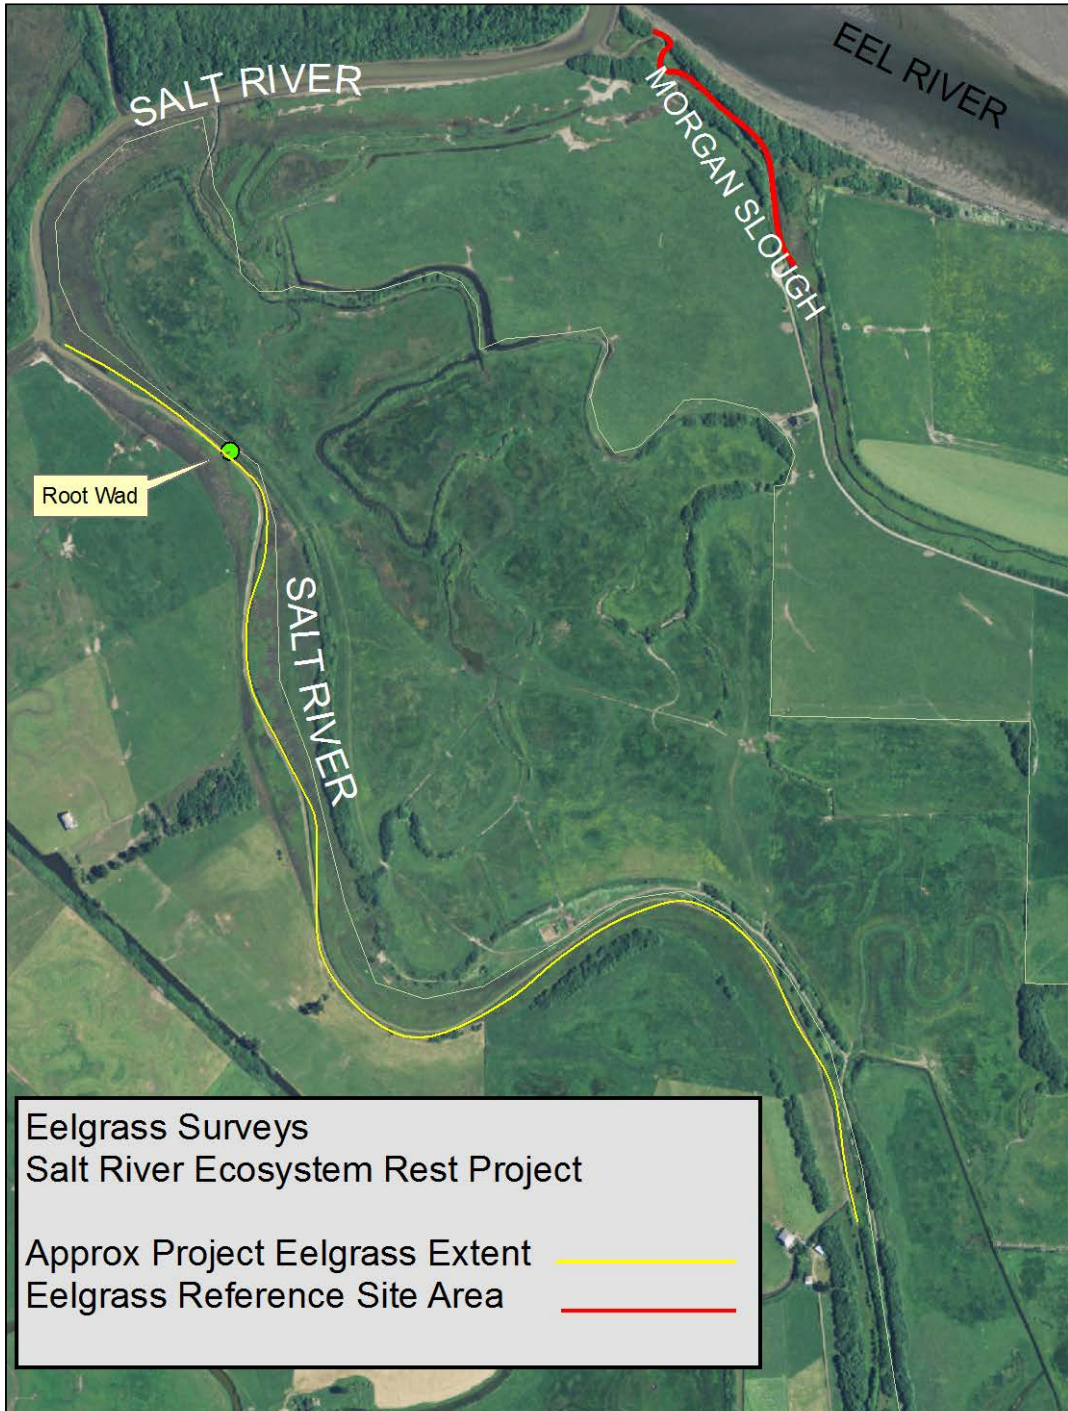 SALT RIVER
EEL RIVER
MORGAN SLOUGH
Root Wad
SALT RIVER
Eelgrass Surveys
Salt River Ecosystem Rest Project
Approx Project Eelgrass Extent
Eelgrass Reference Site Area